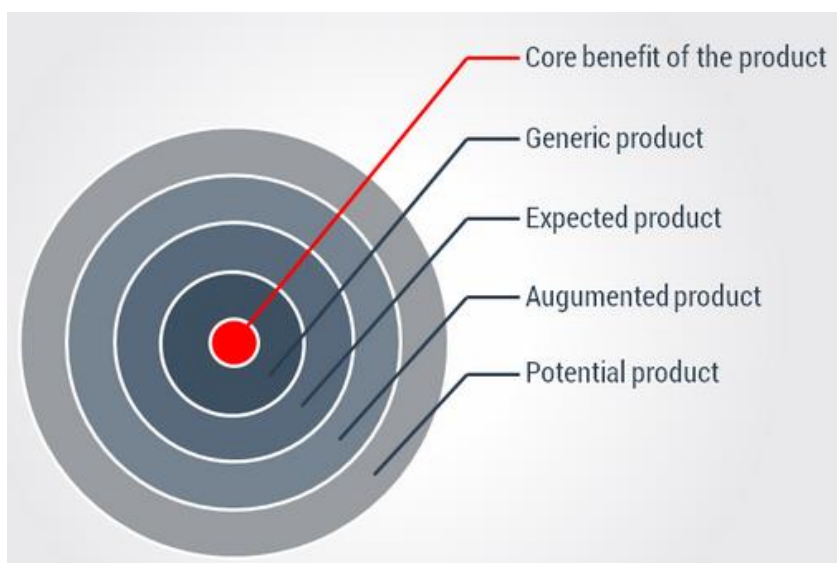 Core benefit of the product
Generic product
Expected product
Augumented product
Potential product